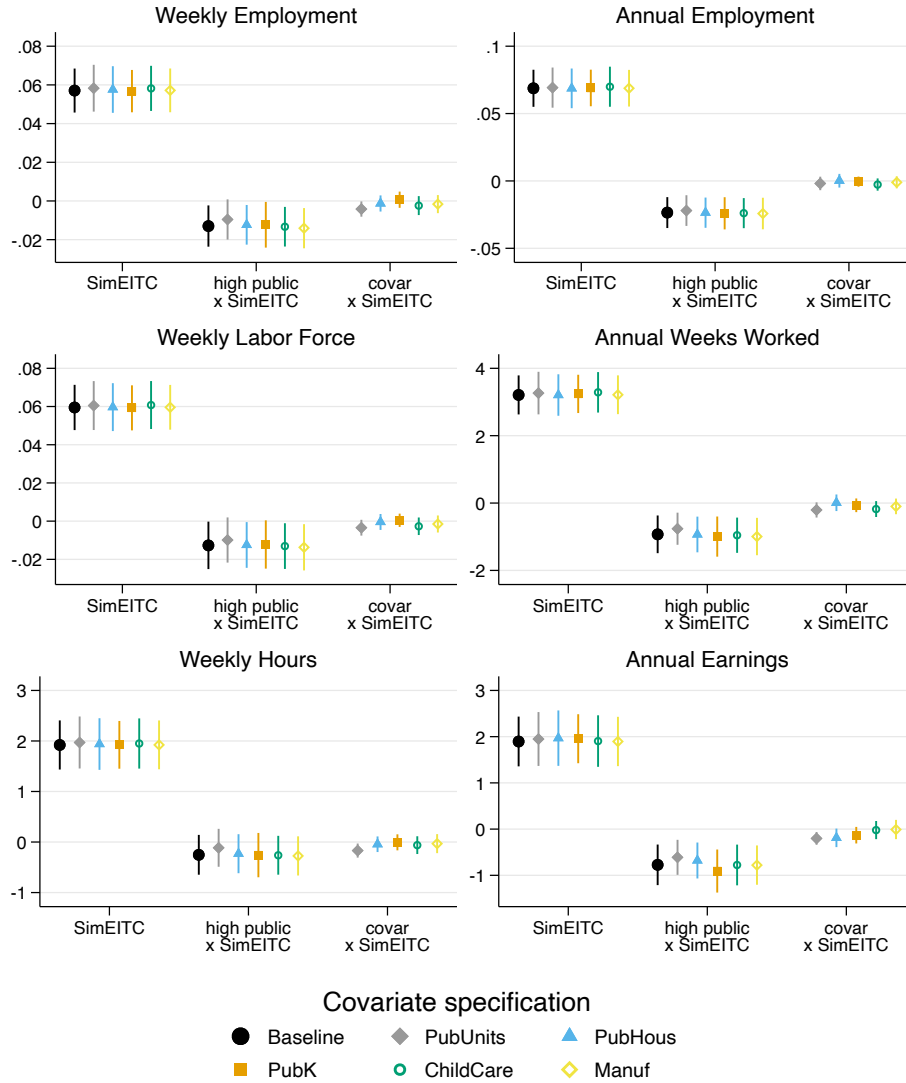 Weekly Employment
.08
.06
.04
.02
0
-.02
SimEITC
high public
x SimEITC
covar
x SimEITC
Annual Employment
.1
.05
0
-.05
SimEITC
high public
x SimEITC
covar
x SimEITC
Weekly Labor Force
.08
.06
.04
.02
0
-.02
SimEITC
high public
x SimEITC
covar
x SimEITC
Annual Weeks Worked
4
2
0
-2
SimEITC
high public
x SimEITC
covar
x SimEITC
Weekly Hours
3
2
1
0
-1
SimEITC
high public
x SimEITC
covar
x SimEITC
Annual Earnings
3
2
1
0
-1
SimEITC
high public
x SimEITC
covar
x SimEITC
Covariate specification
Baseline PubUnits PubHous
PubK ChildCare Manuf